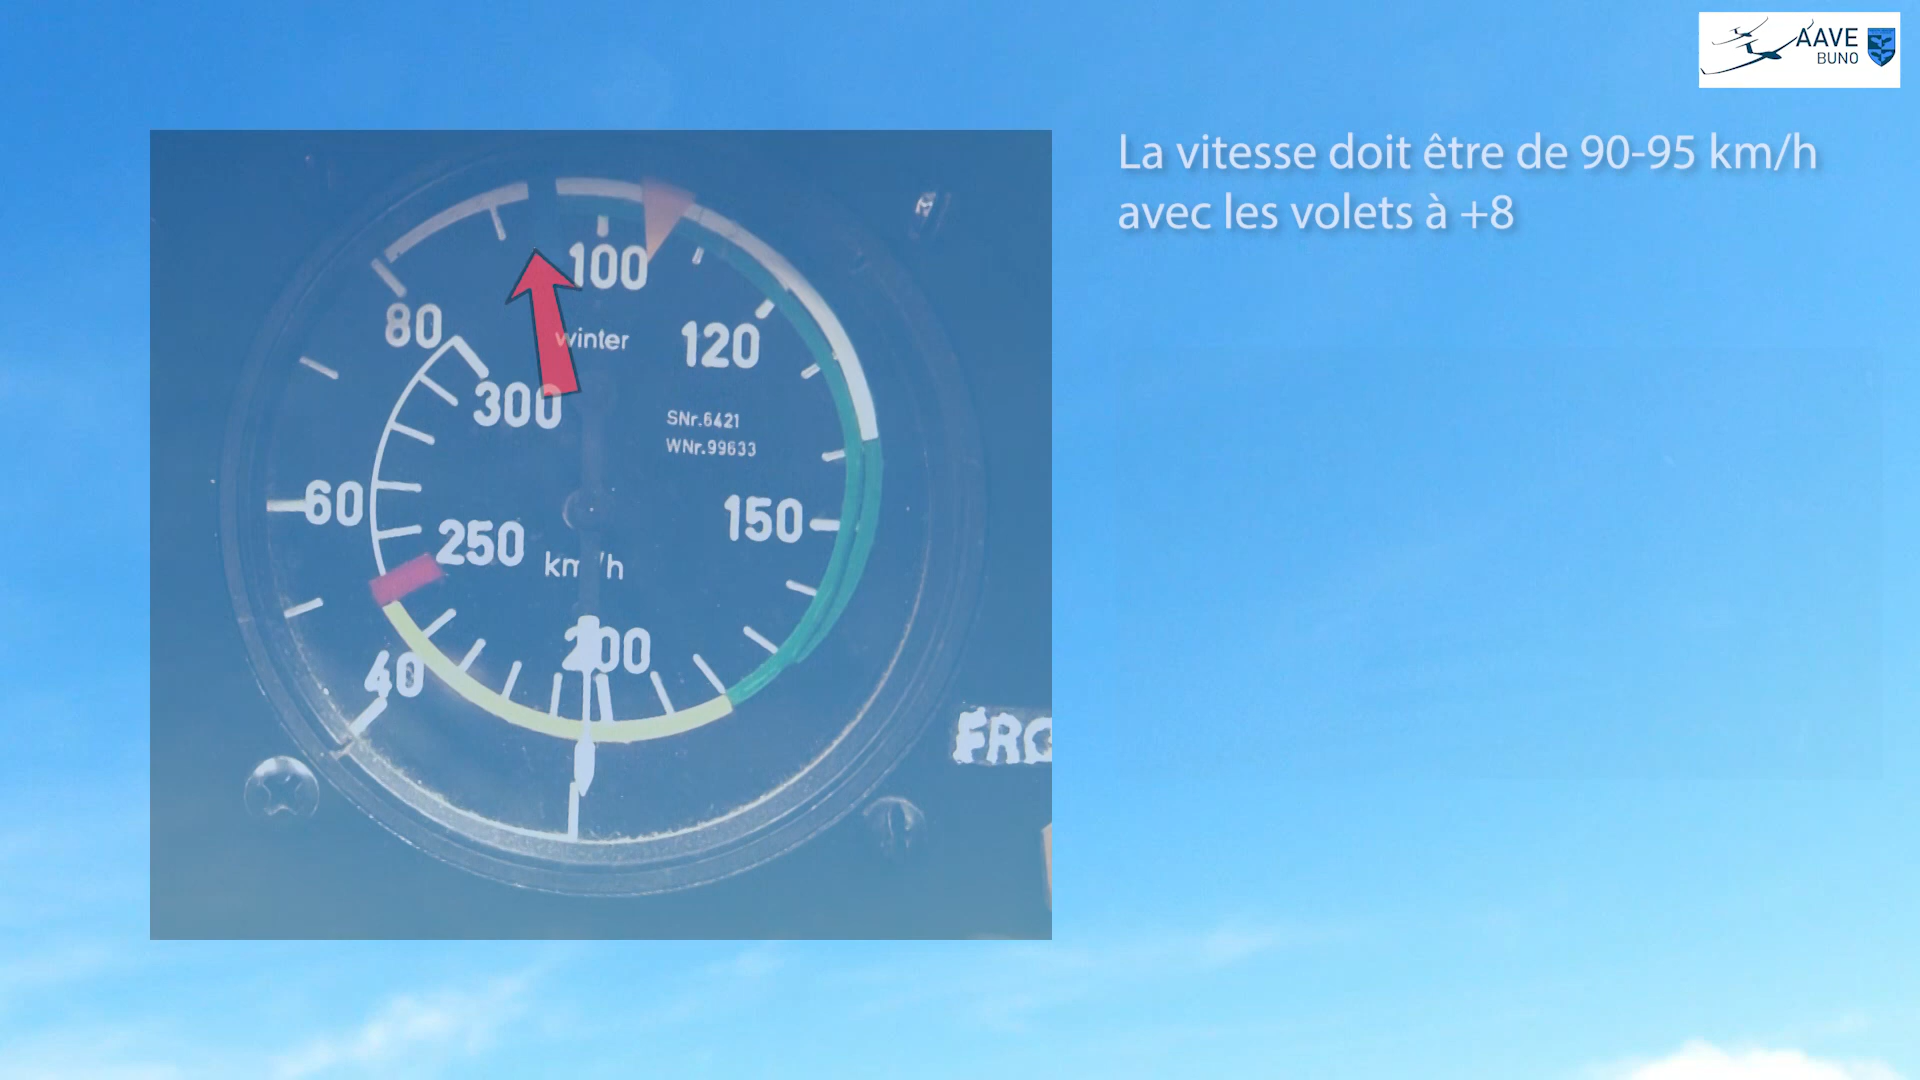 AAVE
BUNO
La vitesse doit être de 90-95 km/h
avec les volets à +8
100
80
winter
120
300
SNr.6421
WNr.99633
60
150
250
km/h
200
40
FRO